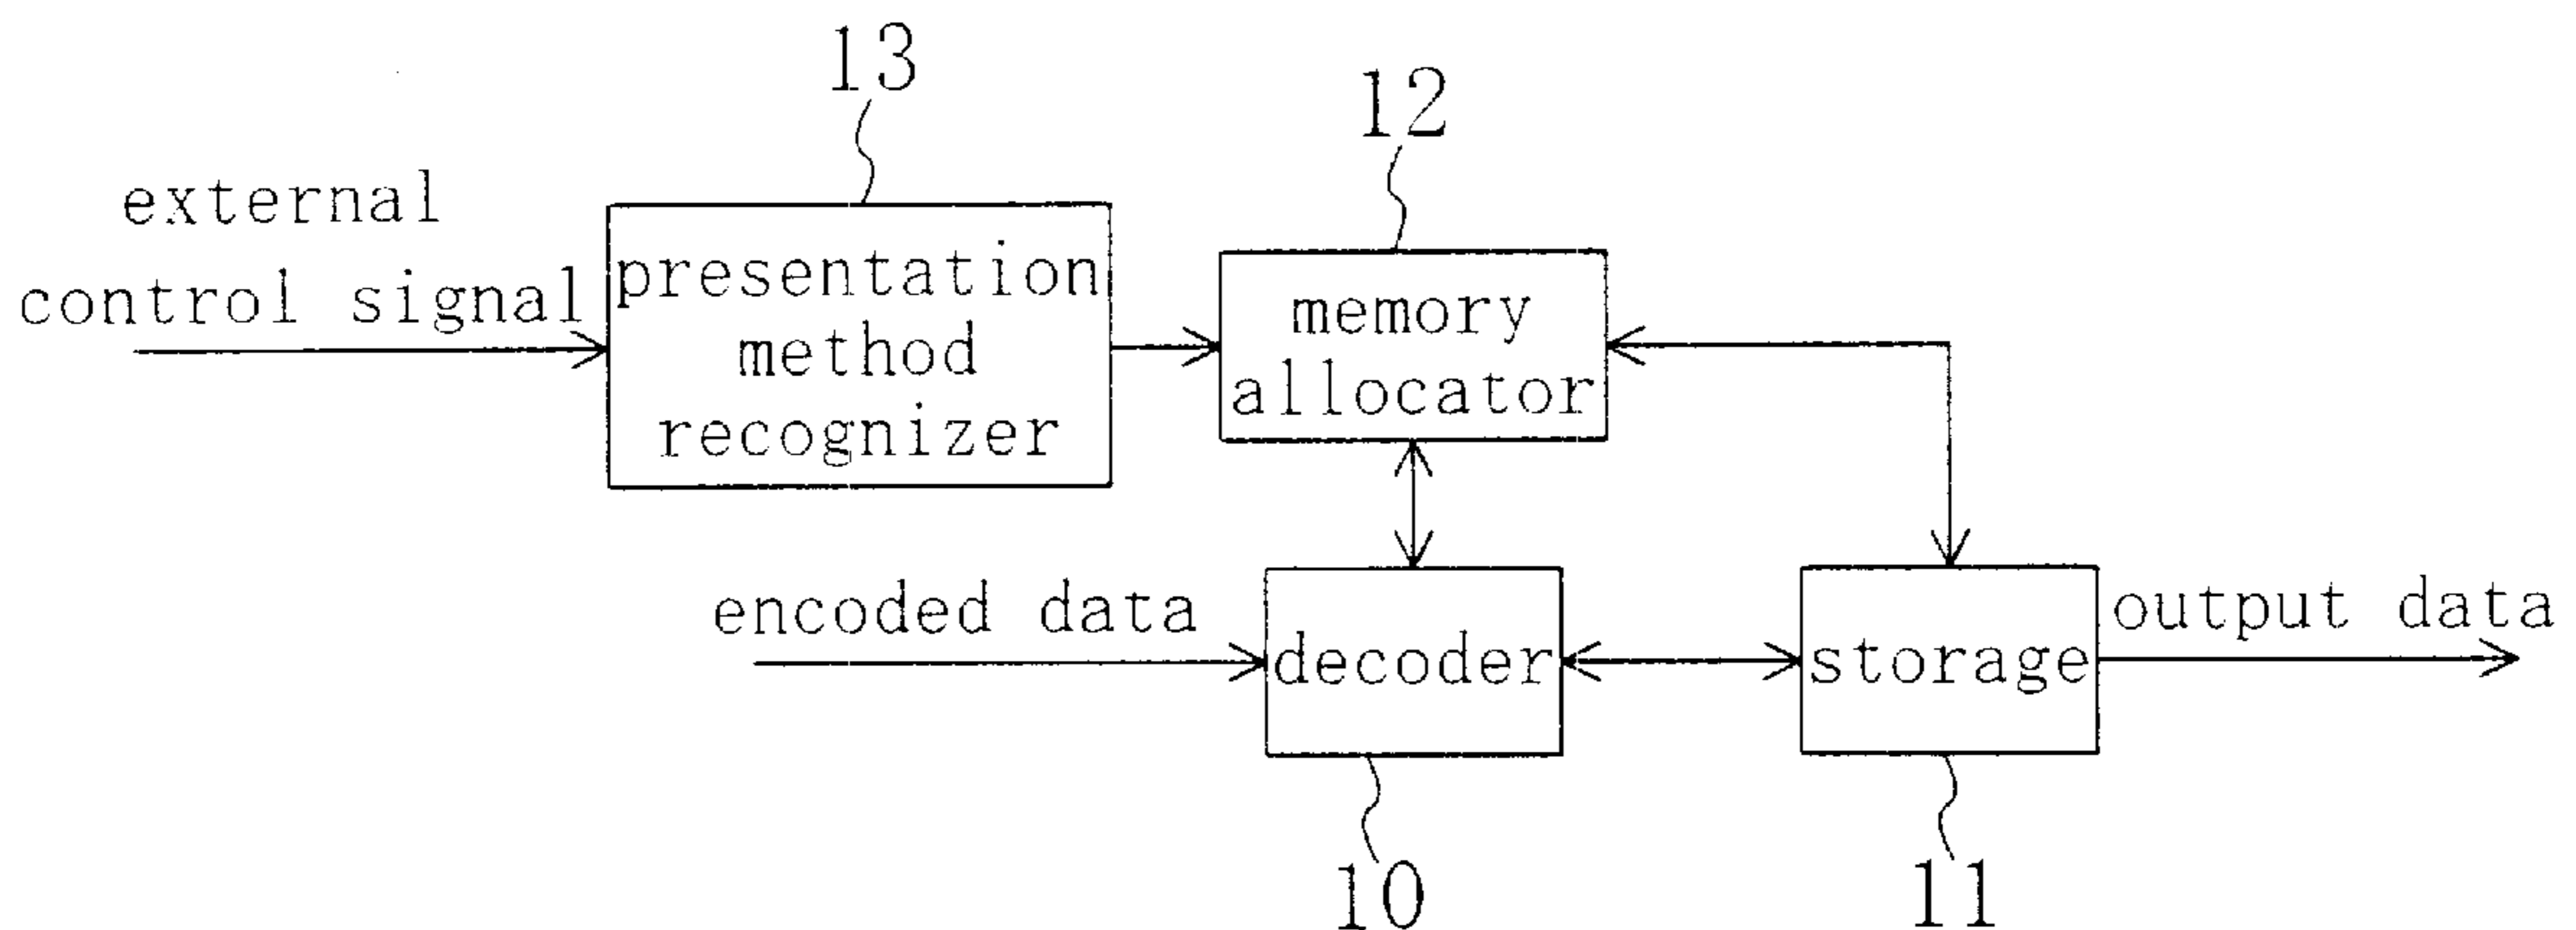 13
12
external
control signal
presentation
method
recognizer
memory
allocator
encoded data
decoder
storage
output data
10
11